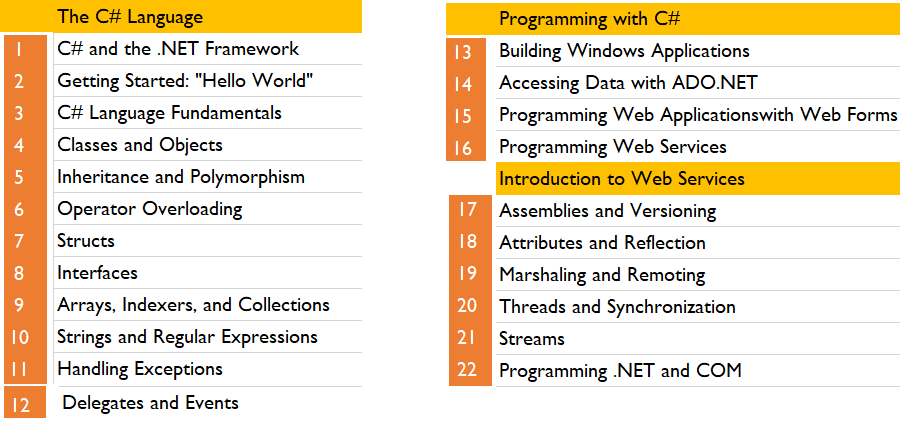 The C# Language
1 C# and the .NET Framework
2 Getting Started: "Hello World"
3 C# Language Fundamentals
4 Classes and Objects
5 Inheritance and Polymorphism
6 Operator Overloading
7 Structs
8 Interfaces
9 Arrays, Indexers, and Collections
10 Strings and Regular Expressions
11 Handling Exceptions
12 Delegates and Events
Programming with C#
13 Building Windows Applications
14 Accessing Data with ADO.NET
15 Programming Web Applicationswith Web Forms
16 Programming Web Services
Introduction to Web Services
17 Assemblies and Versioning
18 Attributes and Reflection
19 Marshaling and Remoting
20 Threads and Synchronization
21 Streams
22 Programming .NET and COM